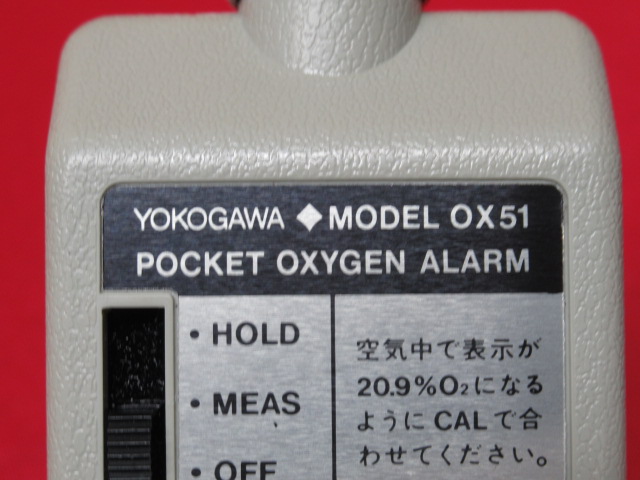 YOKOGAWA ◆ MODEL OX51
POCKET OXYGEN ALARM
• HOLD
• MEAS
• OFF
空気中で表示が
20.9%O₂になる
ようにCALで合
わせてください。